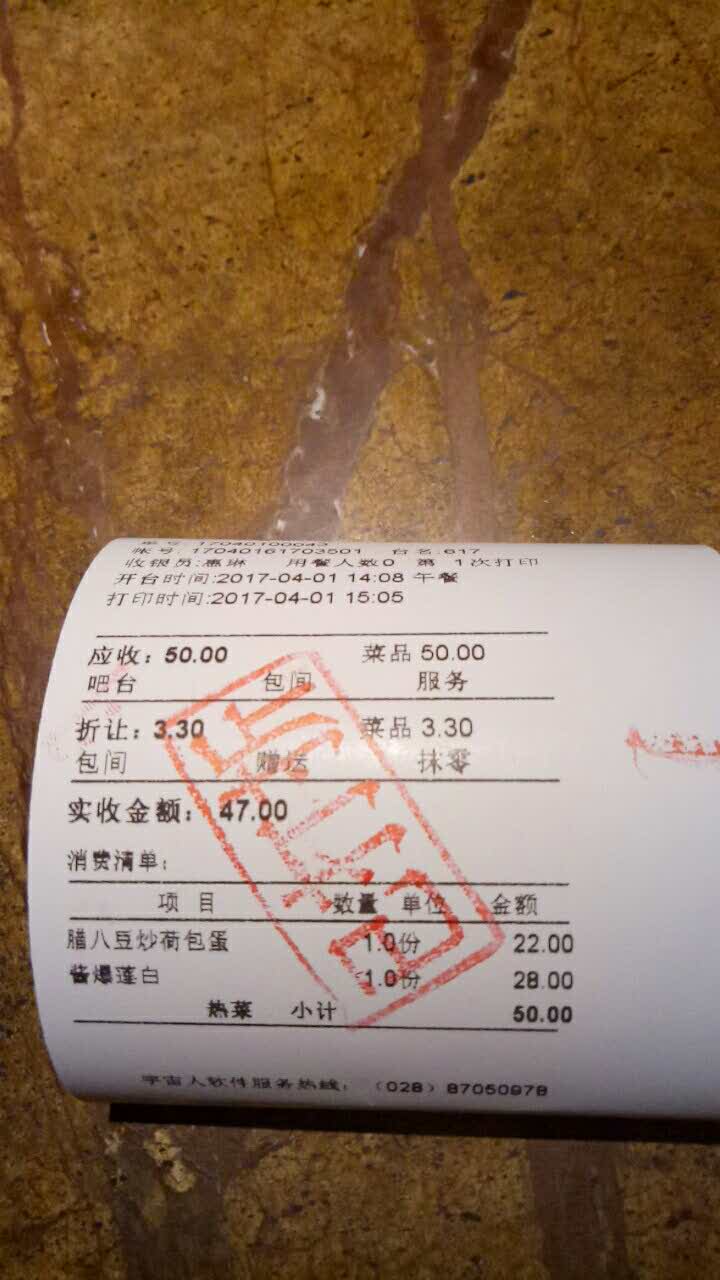 单号 17040100043
账号: 17040161703501 台名:617
收银员:惠琳 用餐人数0 第 1次打印
开台时间:2017-04-01 14:08 午餐
打印时间:2017-04-01 15:05
应收: 50.00 菜品 50.00
吧台 包间 服务
折让: 3.30 菜品 3.30
包间 赠送 抹零
实收金额: 47.00
消费清单:
项目 数量 单位 金额
腊八豆炒荷包蛋 1.0份 22.00
酱爆莲白 1.0份 28.00
热菜 小计 50.00
宇宙人软件服务热线: (028) 87050978